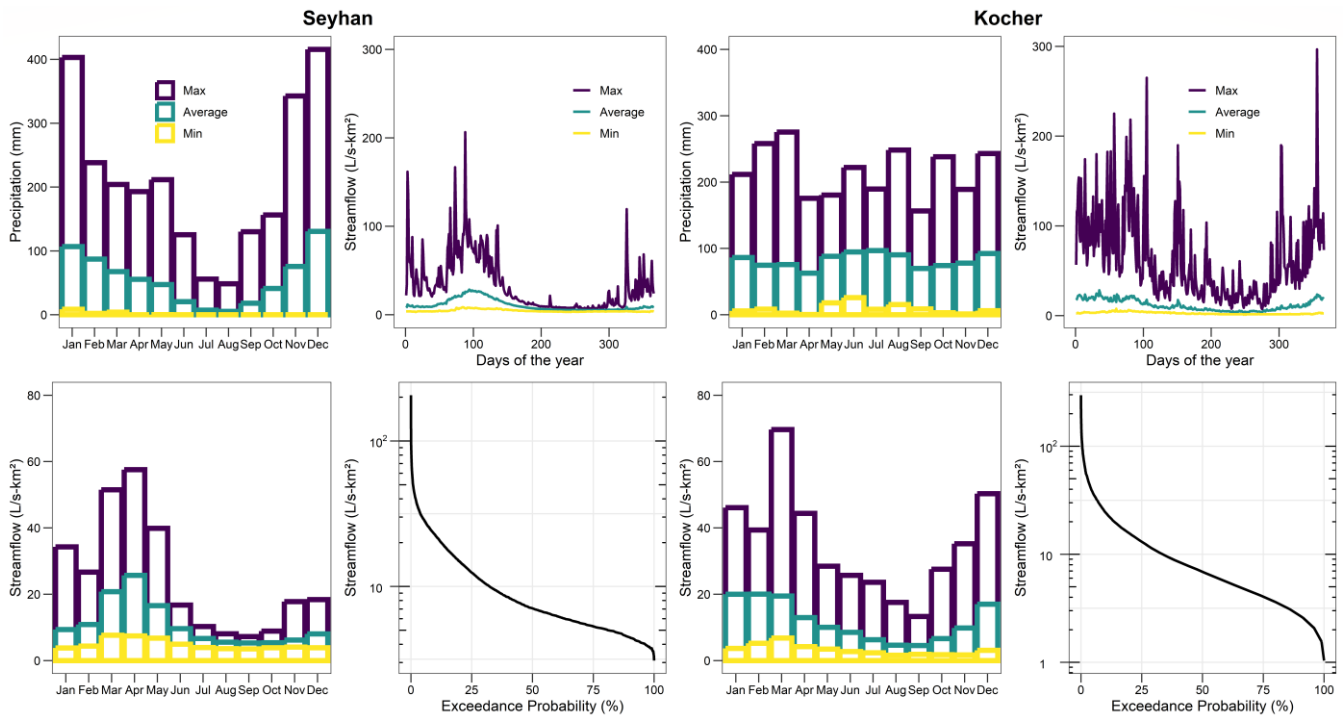 Seyhan
Kocher
Precipitation (mm)
400
300
200
100
0
Max
Average
Min
Jan Feb Mar Apr May Jun Jul Aug Sep Oct Nov Dec
Streamflow (L/s-km²)
300
200
100
0
Max
Average
Min
0 100 200 300
Days of the year
Precipitation (mm)
400
300
200
100
0
Jan Feb Mar Apr May Jun Jul Aug Sep Oct Nov Dec
Streamflow (L/s-km²)
300
200
100
0
Max
Average
Min
0 100 200 300
Days of the year
Streamflow (L/s-km²)
80
60
40
20
0
Jan Feb Mar Apr May Jun Jul Aug Sep Oct Nov Dec
Streamflow (L/s-km²)
10²
10
0 25 50 75 100
Exceedance Probability (%)
Streamflow (L/s-km²)
80
60
40
20
0
Jan Feb Mar Apr May Jun Jul Aug Sep Oct Nov Dec
Streamflow (L/s-km²)
10²
10
1
0 25 50 75 100
Exceedance Probability (%)